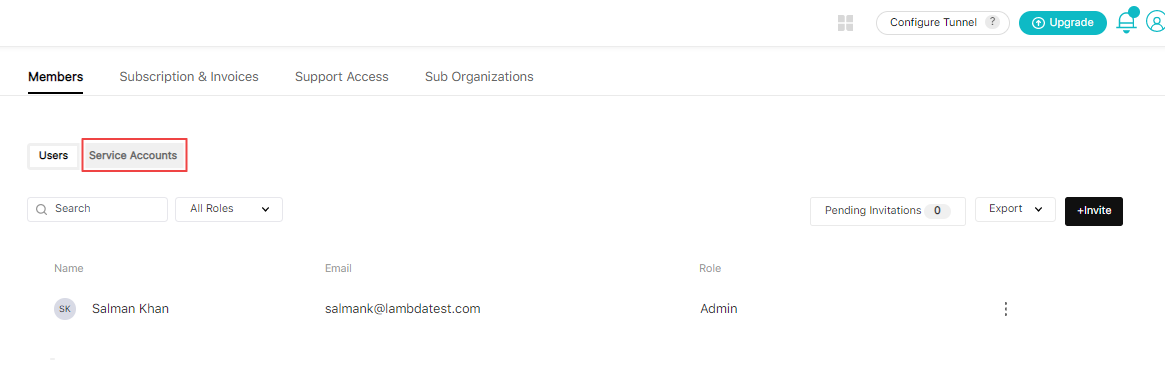 Configure Tunnel ? Upgrade
Members Subscription & Invoices Support Access Sub Organizations
Users Service Accounts
Search All Roles Pending Invitations 0 Export +Invite
Name Email Role
SK Salman Khan salmank@lambdatest.com Admin